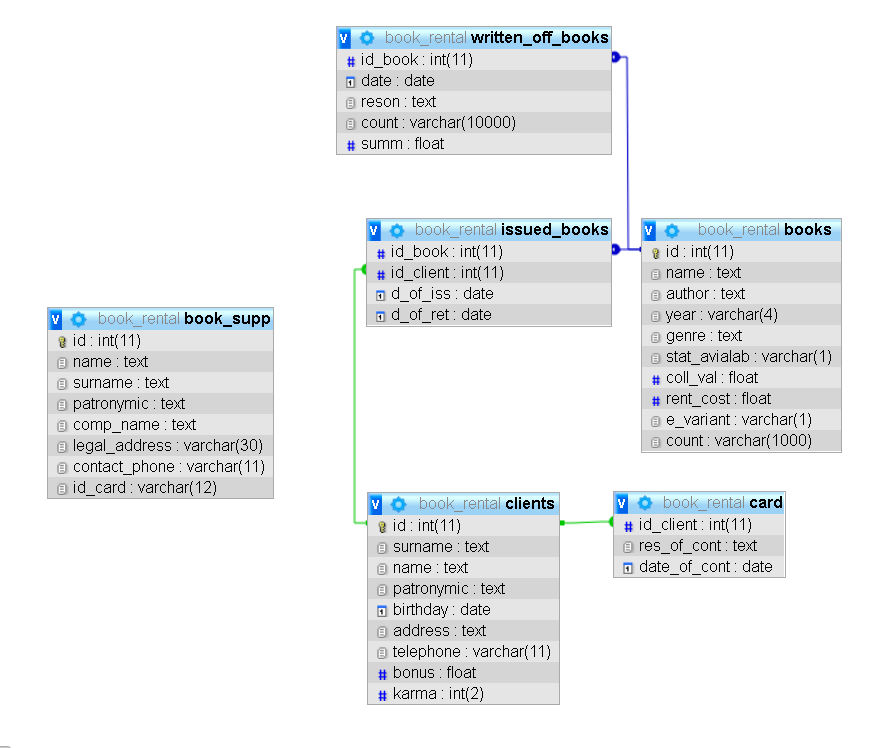 book_rental written_off_books
id_book : int(11)
date : date
reson : text
count : varchar(10000)
summ : float
book_rental issued_books
id_book : int(11)
id_client : int(11)
d_of_iss : date
d_of_ret : date
book_rental books
id : int(11)
name : text
author : text
year : varchar(4)
genre : text
stat_avialab : varchar(1)
coll_val : float
rent_cost : float
e_variant : varchar(1)
count : varchar(1000)
book_rental book_supp
id : int(11)
name : text
surname : text
patronymic : text
comp_name : text
legal_address : varchar(30)
contact_phone : varchar(11)
id_card : varchar(12)
book_rental clients
id : int(11)
surname : text
name : text
patronymic : text
birthday : date
address : text
telephone : varchar(11)
bonus : float
karma : int(2)
book_rental card
id_client : int(11)
res_of_cont : text
date_of_cont : date